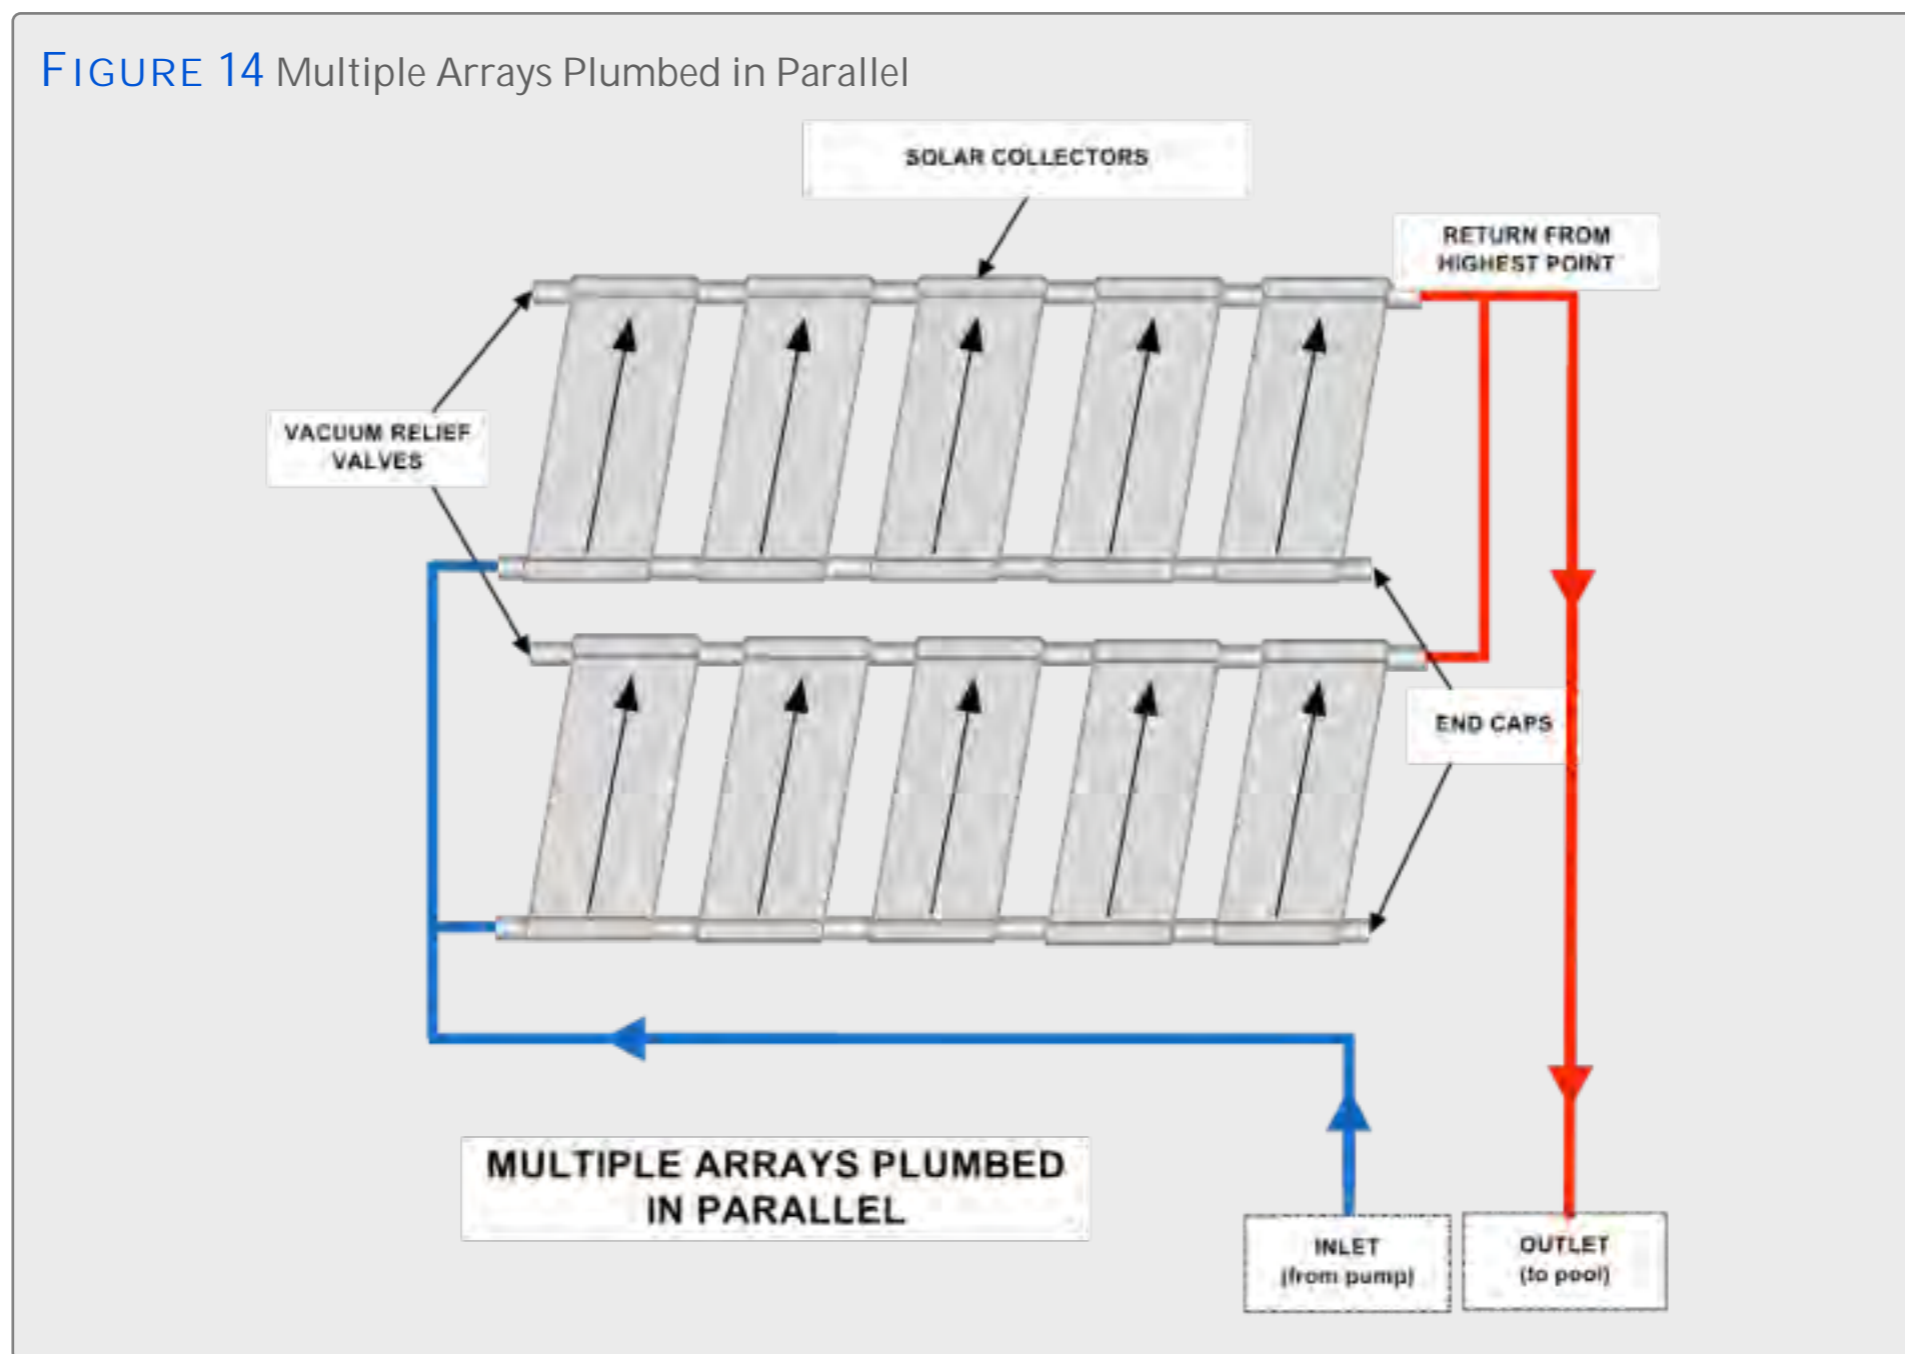 FIGURE 14 Multiple Arrays Plumbed in Parallel
SOLAR COLLECTORS
RETURN FROM
HIGHEST POINT
VACUUM RELIEF
VALVES
END CAPS
MULTIPLE ARRAYS PLUMBED
IN PARALLEL
INLET
(from pump)
OUTLET
(to pool)